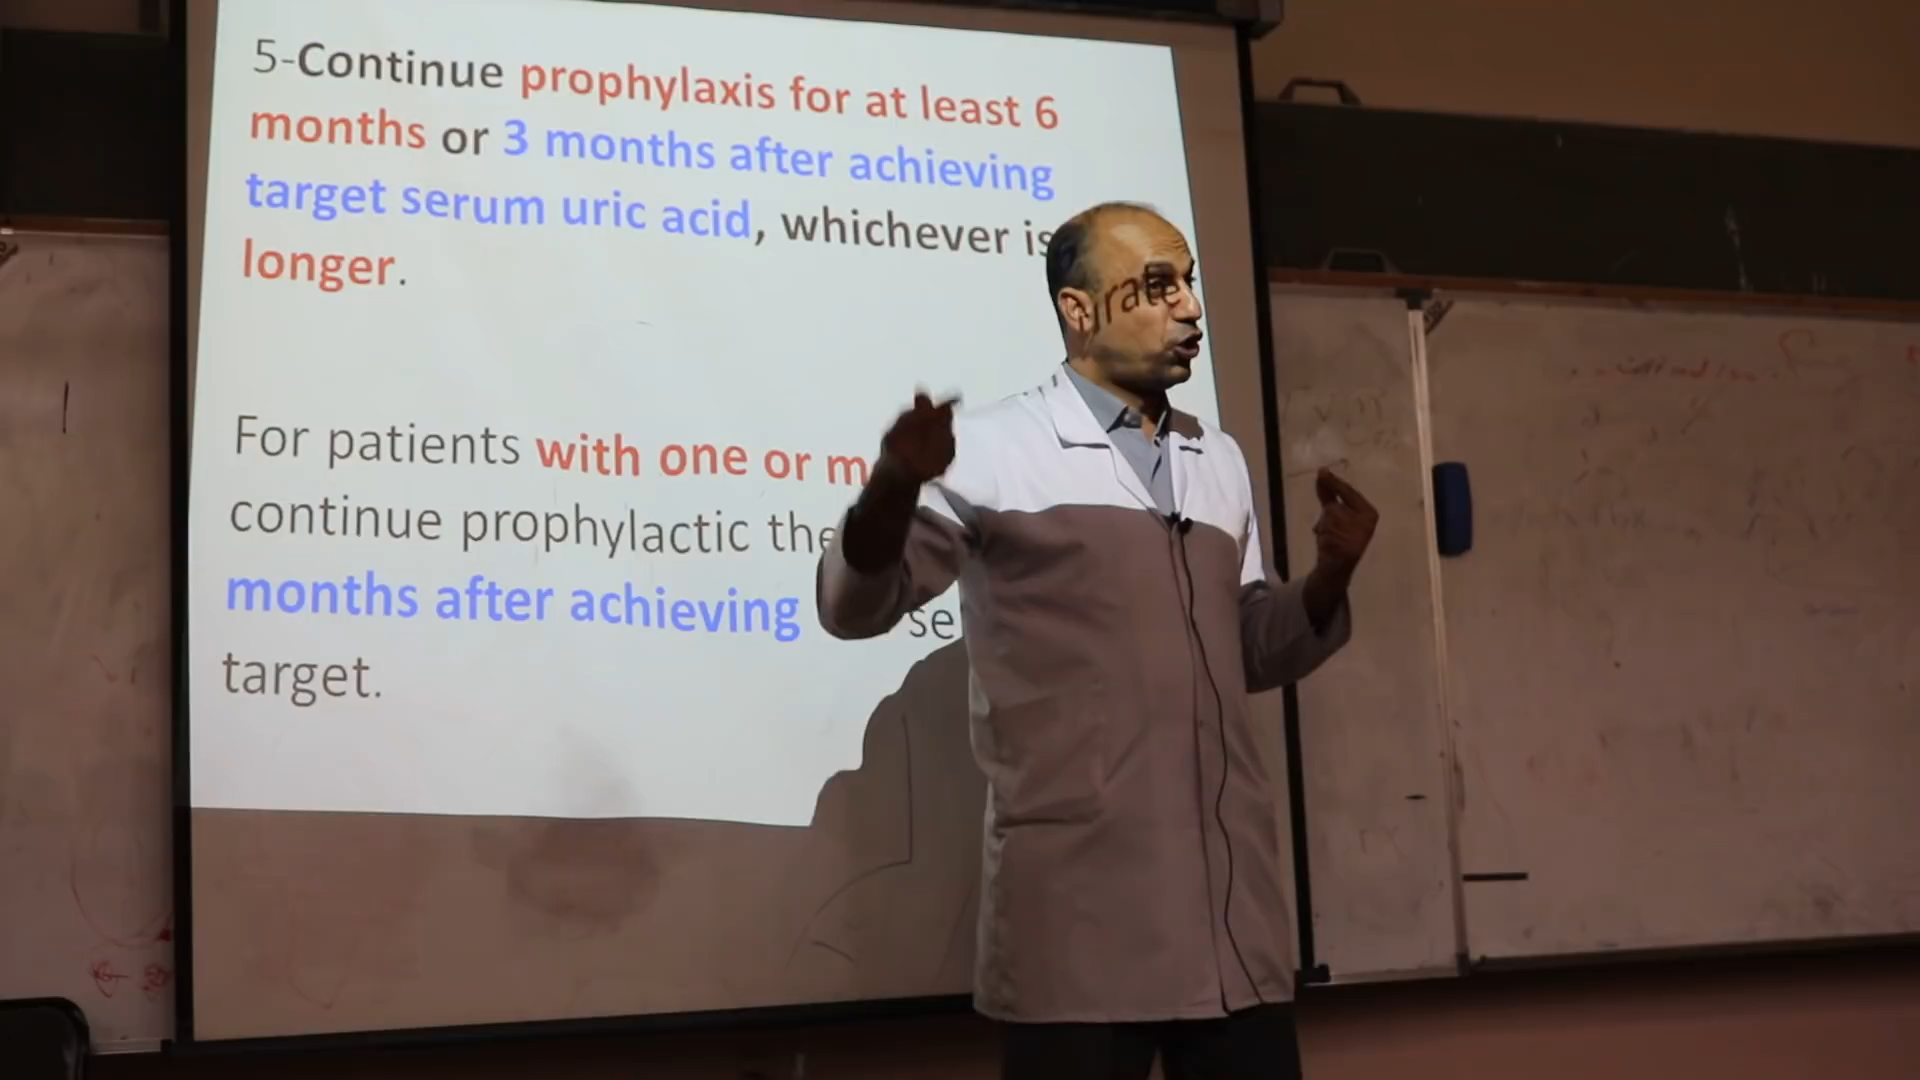 5-Continue prophylaxis for at least 6
months or 3 months after achieving
target serum uric acid, whichever is
longer.
For patients with one or
continue prophylactic
months after achieving
target.